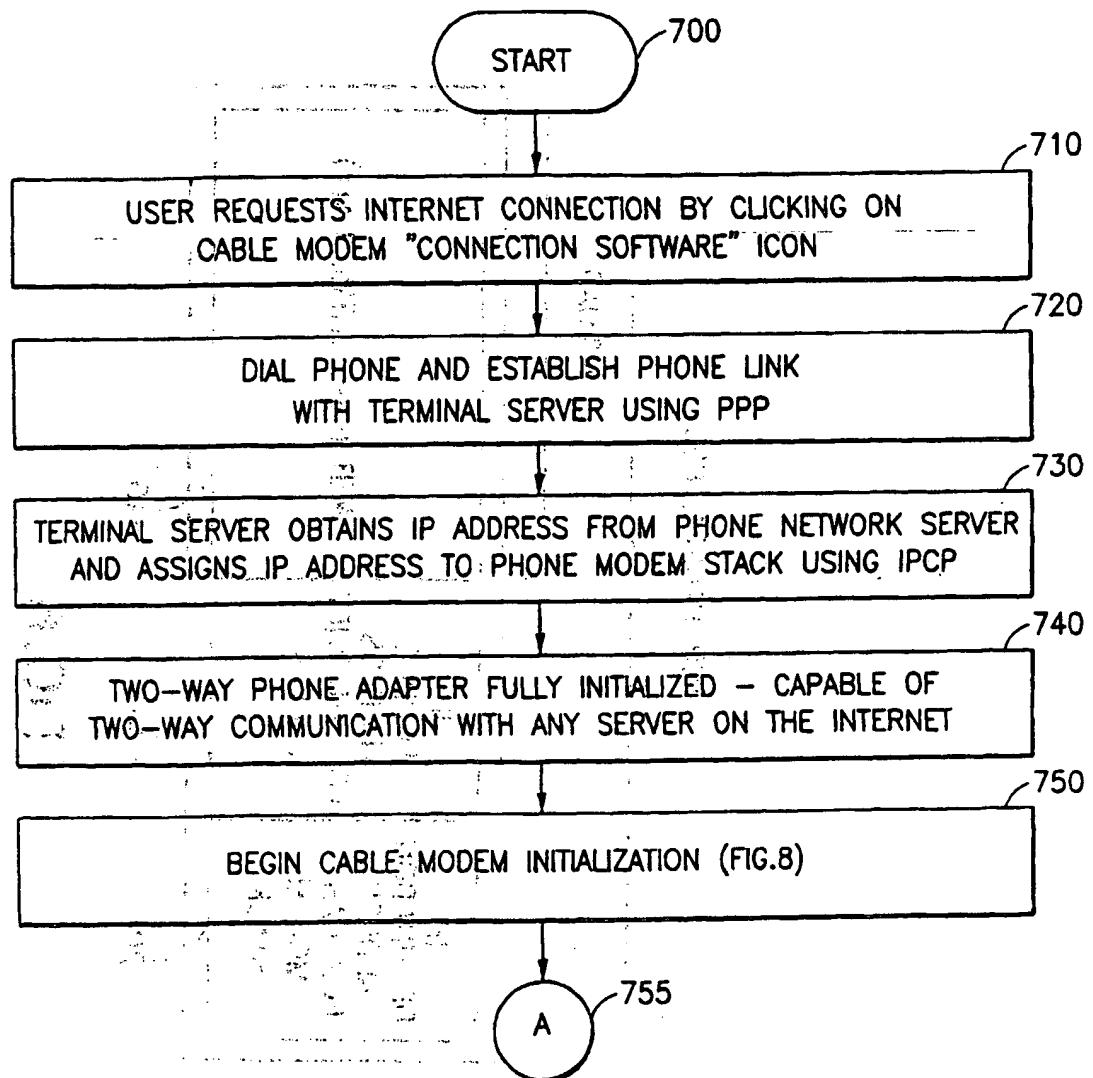 START
700
710
USER REQUESTS INTERNET CONNECTION BY CLICKING ON
CABLE MODEM "CONNECTION SOFTWARE" ICON
720
DIAL PHONE AND ESTABLISH PHONE LINK
WITH TERMINAL SERVER USING PPP
730
TERMINAL SERVER OBTAINS IP ADDRESS FROM PHONE NETWORK SERVER
AND ASSIGNS IP ADDRESS TO PHONE MODEM STACK USING IPCP
740
TWO-WAY PHONE ADAPTER FULLY INITIALIZED – CAPABLE OF
TWO-WAY COMMUNICATION WITH ANY SERVER ON THE INTERNET
750
BEGIN CABLE MODEM INITIALIZATION (FIG.8)
755
A